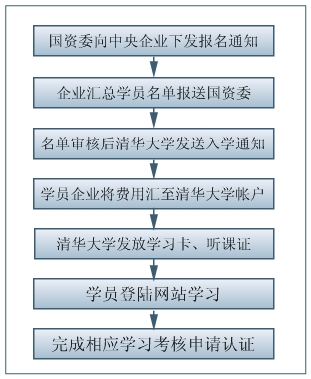 国资委向中央企业下发报名通知
企业汇总学员名单报送国资委
名单审核后清华大学发送入学通知
学员企业将费用汇至清华大学帐户
清华大学发放学习卡、听课证
学员登陆网站学习
完成相应学习考核申请认证